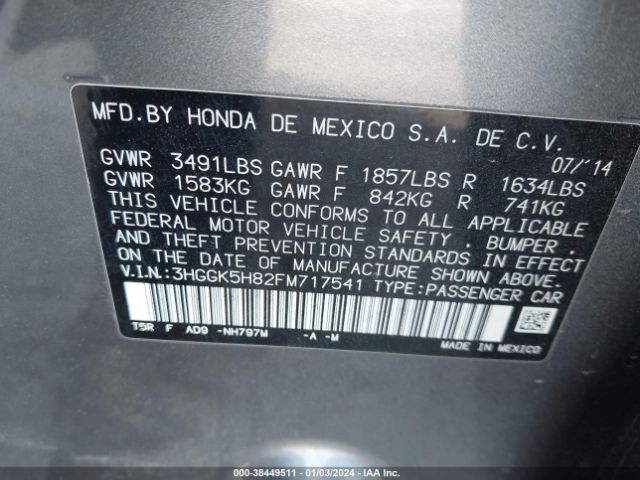 MFD.BY HONDA DE MEXICO S.A. DE C.V.
07/'14
GVWR 3491LBS GAWR F 1857LBS R 1634LBS
GVWR 1583KG GAWR F 842KG R 741KG
THIS VEHICLE CONFORMS TO ALL APPLICABLE
FEDERAL MOTOR VEHICLE SAFETY, BUMPER,
AND THEFT PREVENTION STANDARDS IN EFFECT
ON THE DATE OF MANUFACTURE SHOWN ABOVE.
V.I.N.:3HGGK5H82FM717541 TYPE:PASSENGER CAR
T5R F AD9 -NH797M -A -M
MADE IN MEXICO
000-38449511 - 01/03/2024 - IAAI.COM